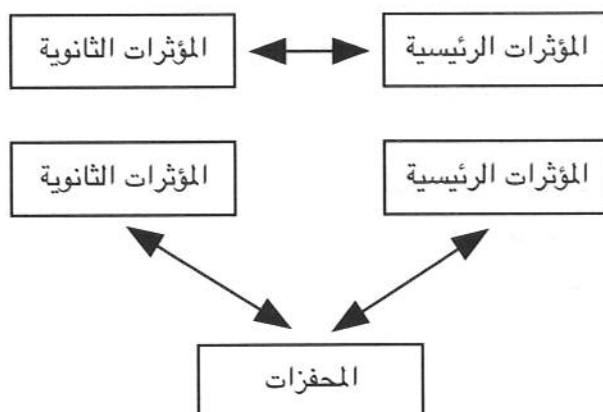 المؤثرات الرئيسية
المؤثرات الثانوية
المؤثرات الرئيسية
المؤثرات الثانوية
المحفزات